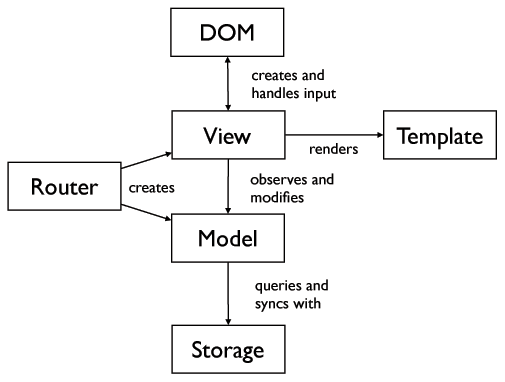 DOM
creates and
handles input
View
renders
Template
Router
creates
observes and
modifies
Model
queries and
syncs with
Storage